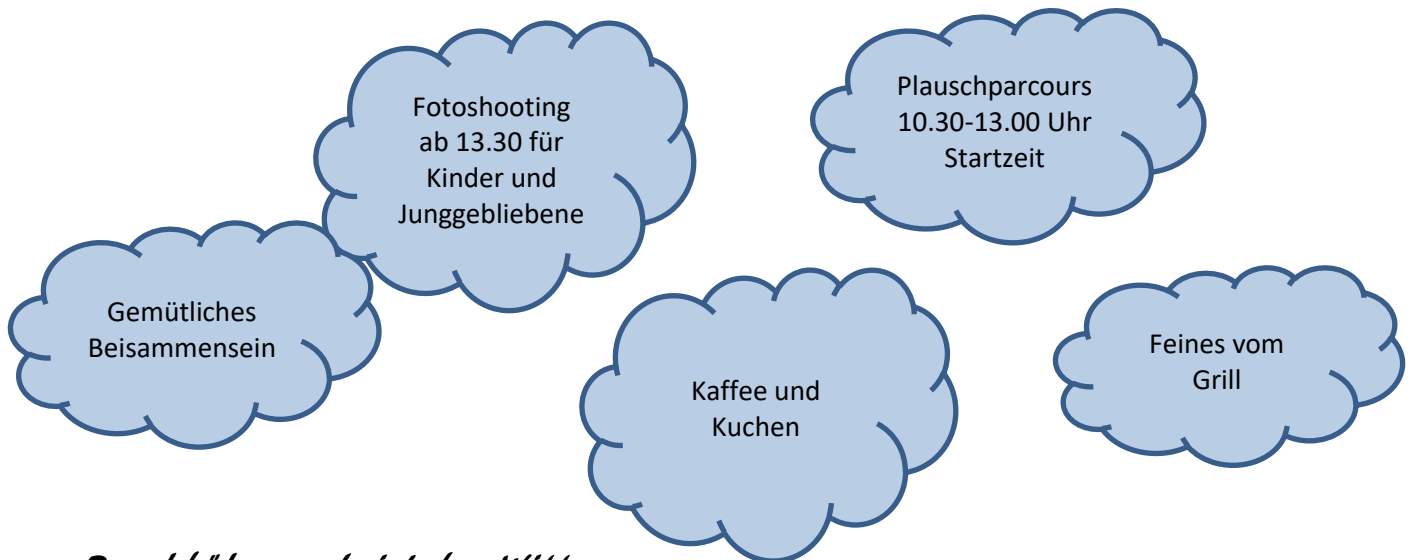 Fotoshooting
ab 13.30 für
Kinder und
Junggebliebene
Plauschparcours
10.30-13.00 Uhr
Startzeit
Gemütliches
Beisammensein
Kaffee und
Kuchen
Feines vom
Grill